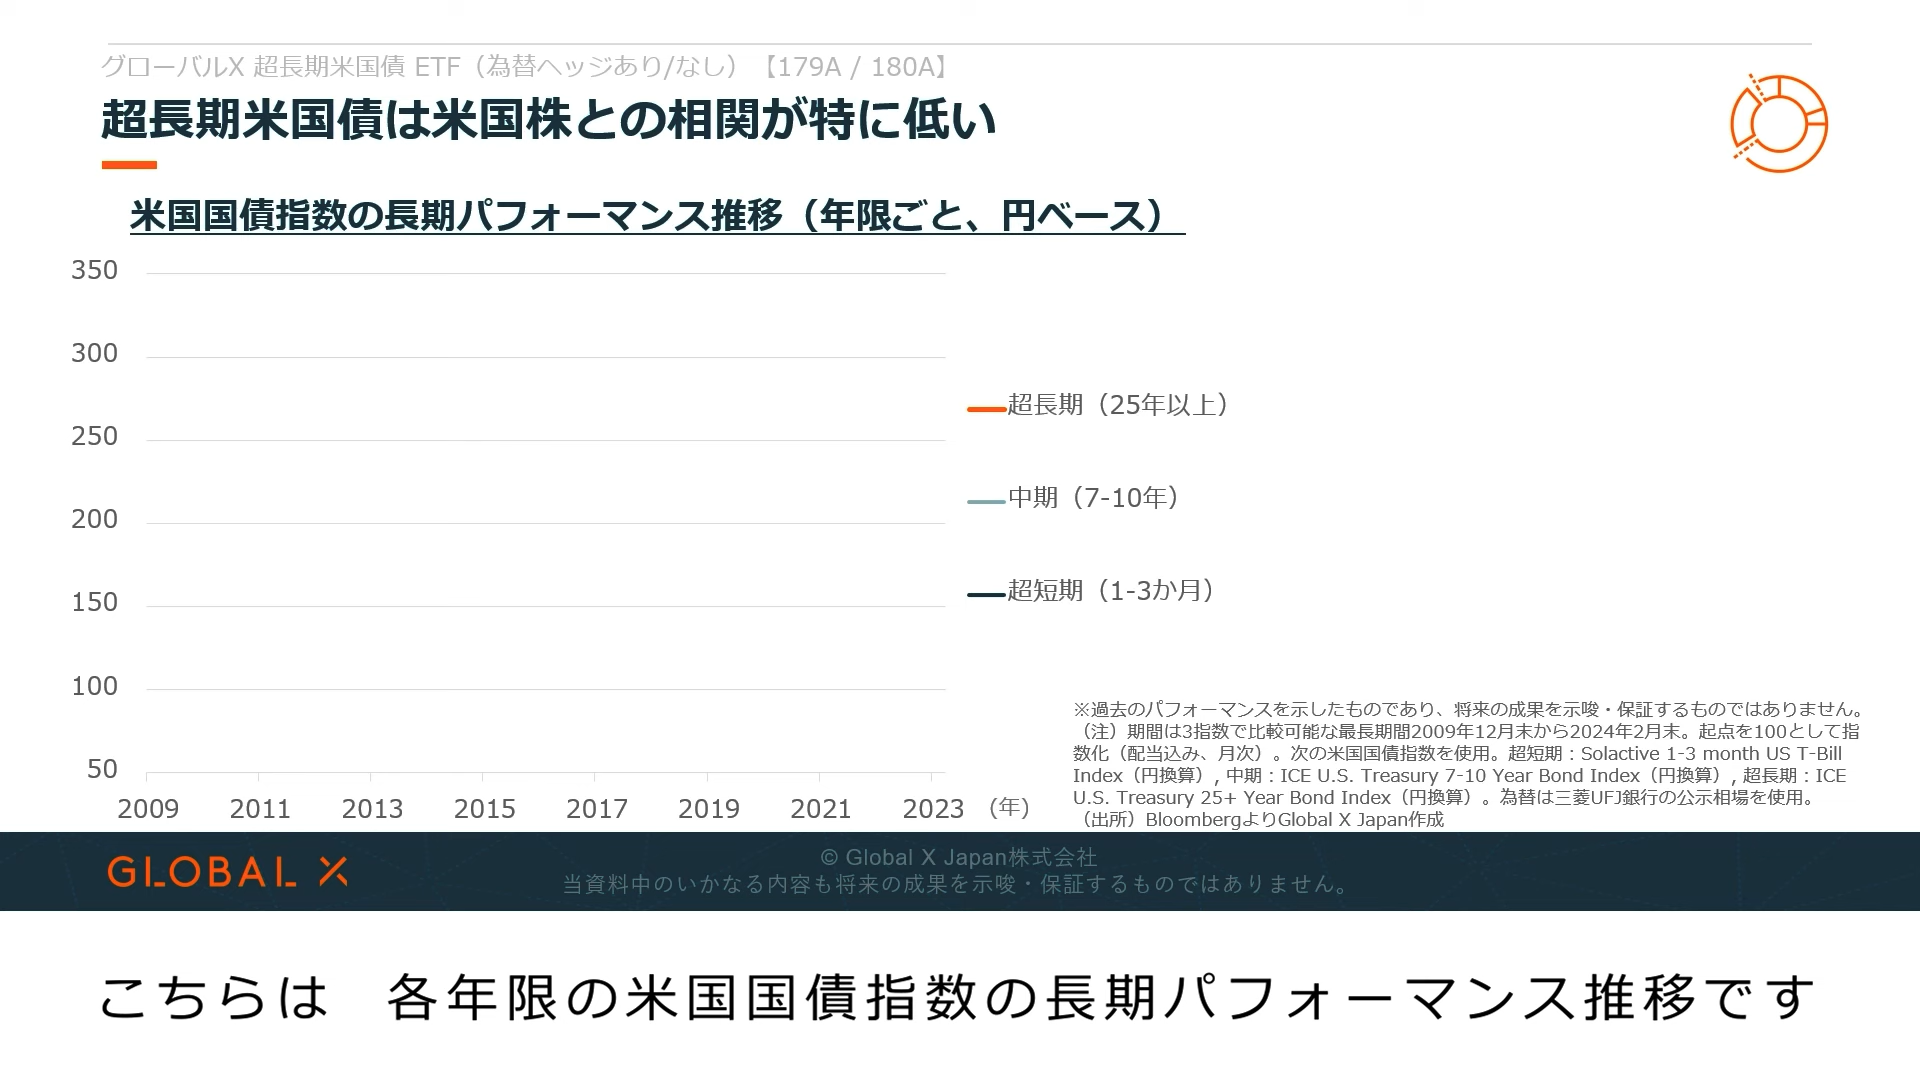 グローバルX 超長期米国債 ETF（為替ヘッジあり/なし）【179A / 180A】
超長期米国債は米国株との相関が特に低い
米国国債指数の長期パフォーマンス推移（年限ごと、円ベース）
350
300
250
200
150
100
50
2009 2011 2013 2015 2017 2019 2021 2023 （年）
超長期（25年以上）
中期（7-10年）
超短期（1-3か月）
※過去のパフォーマンスを示したものであり、将来の成果を示唆・保証するものではありません。
（注）期間は3指数で比較可能な最長期間2009年12月末から2024年2月末。起点を100として指
数化（配当込み、月次）。次の米国国債指数を使用。超短期：Solactive 1-3 month US T-Bill
Index（円換算）, 中期：ICE U.S. Treasury 7-10 Year Bond Index（円換算）, 超長期：ICE
U.S. Treasury 25+ Year Bond Index（円換算）。為替は三菱UFJ銀行の公示相場を使用。
（出所）BloombergよりGlobal X Japan作成
GLOBAL X
© Global X Japan株式会社
当資料中のいかなる内容も将来の成果を示唆・保証するものではありません。
こちらは　各年限の米国国債指数の長期パフォーマンス推移です